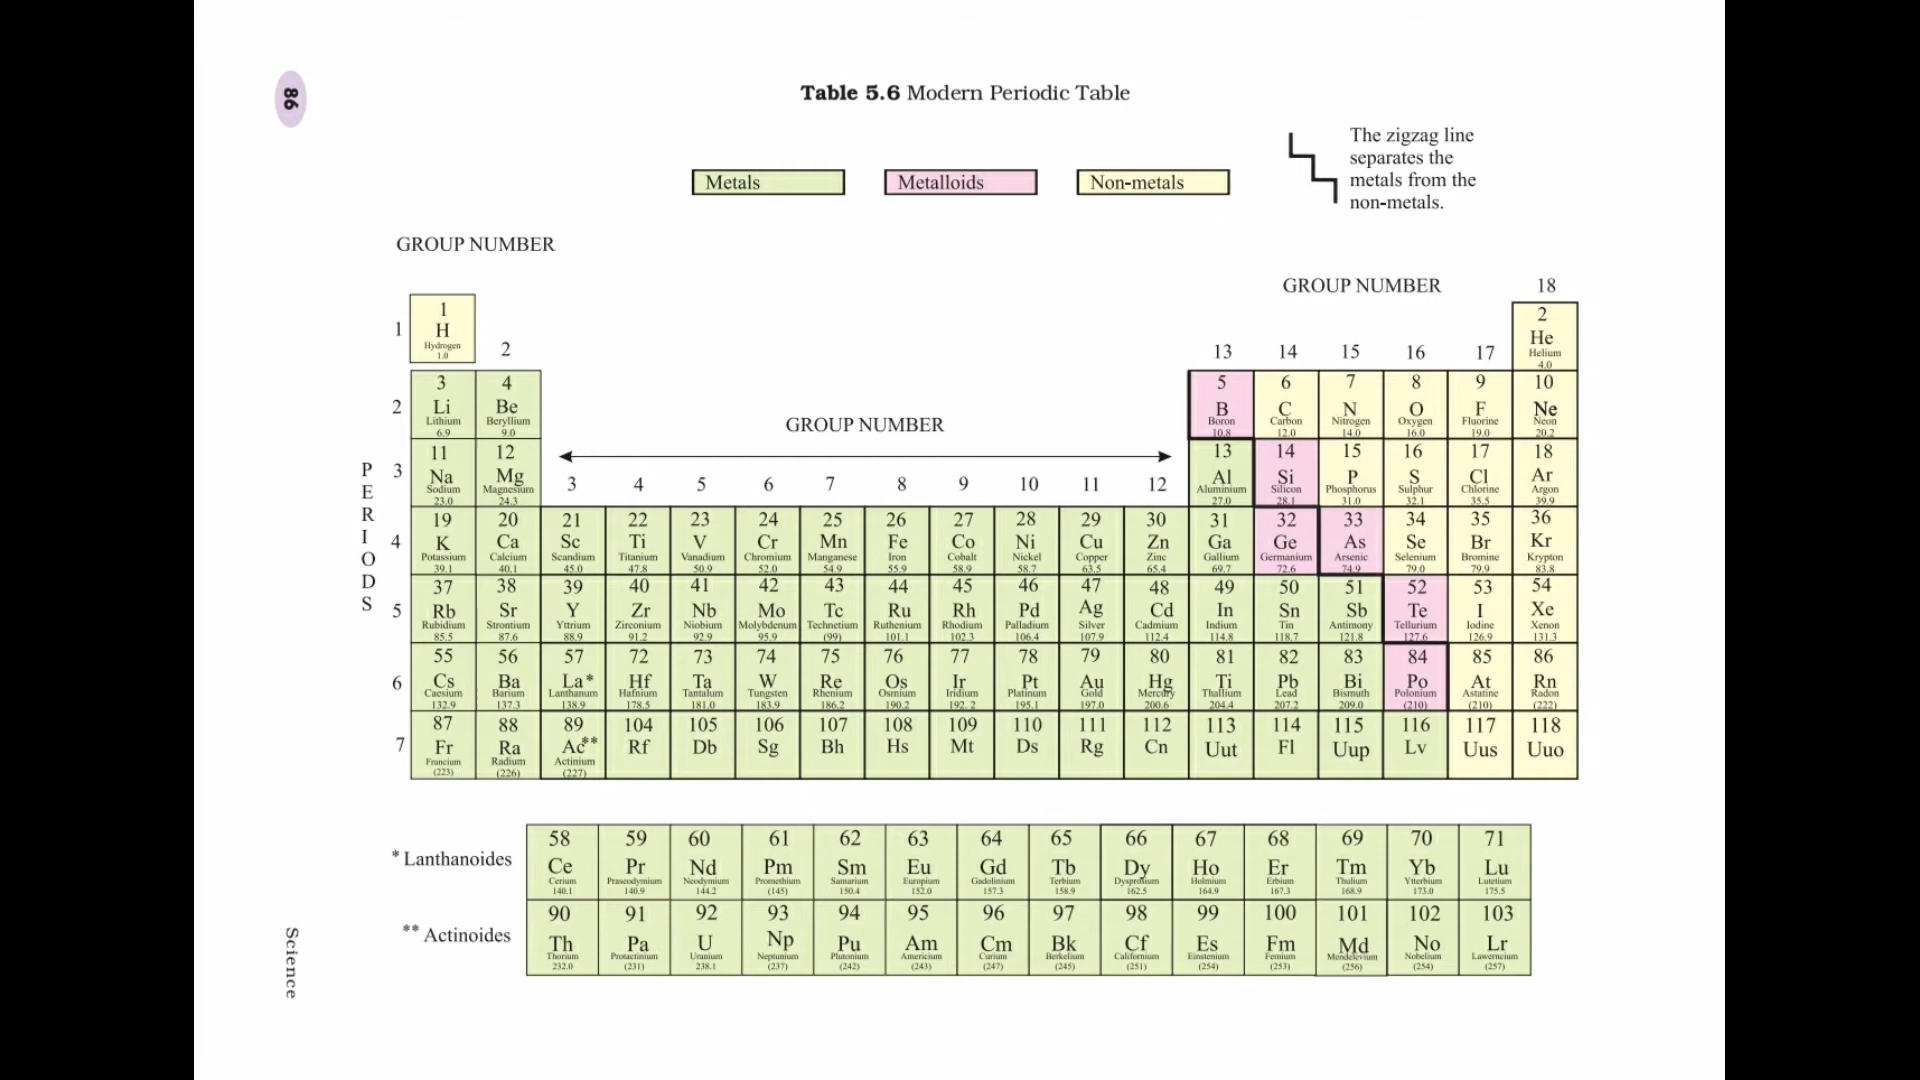 86
Table 5.6 Modern Periodic Table
The zigzag line
separates the
metals from the
non-metals.
Metals Metalloids Non-metals
GROUP NUMBER
GROUP NUMBER 18
1 2
1 H He
Hydrogen Helium
1.0 4.0
2 13 14 15 16 17
3 4 5 6 7 8 9 10
2 Li Be B C N O F Ne
Lithium Beryllium Boron Carbon Nitrogen Oxygen Fluorine Neon
6.9 9.0 10.8 12.0 14.0 16.0 19.0 20.2
GROUP NUMBER
PERIODS
11 12 13 14 15 16 17 18
3 Na Mg Al Si P S Cl Ar
Sodium Magnesium Aluminium Silicon Phosphorus Sulphur Chlorine Argon
23.0 24.3 27.0 28.1 31.0 32.1 35.5 39.9
3 4 5 6 7 8 9 10 11 12
19 20 21 22 23 24 25 26 27 28 29 30 31 32 33 34 35 36
4 K Ca Sc Ti V Cr Mn Fe Co Ni Cu Zn Ga Ge As Se Br Kr
Potassium Calcium Scandium Titanium Vanadium Chromium Manganese Iron Cobalt Nickel Copper Zinc Gallium Germanium Arsenic Selenium Bromine Krypton
39.1 40.1 45.0 47.8 50.9 52.0 54.9 55.9 58.9 58.7 63.5 65.4 69.7 72.6 74.9 79.0 79.9 83.8
37 38 39 40 41 42 43 44 45 46 47 48 49 50 51 52 53 54
5 Rb Sr Y Zr Nb Mo Tc Ru Rh Pd Ag Cd In Sn Sb Te I Xe
Rubidium Strontium Yttrium Zirconium Niobium Molybdenum Technetium Ruthenium Rhodium Palladium Silver Cadmium Indium Tin Antimony Tellurium Iodine Xenon
85.5 87.6 88.9 91.2 92.9 95.9 (99) 101.1 102.3 106.4 107.9 112.4 114.8 118.7 121.8 127.6 126.9 131.3
55 56 57 72 73 74 75 76 77 78 79 80 81 82 83 84 85 86
6 Cs Ba La* Hf Ta W Re Os Ir Pt Au Hg Ti Pb Bi Po At Rn
Caesium Barium Lanthanum Hafnium Tantalum Tungsten Rhenium Osmium Iridium Platinum Gold Mercury Thallium Lead Bismuth Polonium Astatine Radon
132.9 137.3 138.9 178.5 181.0 183.9 186.2 190.2 192. 2 195.1 197.0 200.6 204.4 207.2 209.0 (210) (210) (222)
87 88 89 104 105 106 107 108 109 110 111 112 113 114 115 116 117 118
7 Fr Ra Ac** Rf Db Sg Bh Hs Mt Ds Rg Cn Uut Fl Uup Lv Uus Uuo
Francium Radium Actinium
(223) (226) (227)
58 59 60 61 62 63 64 65 66 67 68 69 70 71
* Lanthanoides Ce Pr Nd Pm Sm Eu Gd Tb Dy Ho Er Tm Yb Lu
Cerium Praseodymium Neodymium Promethium Samarium Europium Gadolinium Terbium Dysprosium Holmium Erbium Thulium Ytterbium Lutetium
140.1 140.9 144.2 (145) 150.4 152.0 157.3 158.9 162.5 164.9 167.3 168.9 173.0 175.5
90 91 92 93 94 95 96 97 98 99 100 101 102 103
** Actinoides Th Pa U Np Pu Am Cm Bk Cf Es Fm Md No Lr
Thorium Protactinium Uranium Neptunium Plutonium Americium Curium Berkelium Californium Einstenium Femium Mendelevium Nobelium Lawerncium
232.0 (231) 238.1 (237) (242) (243) (247) (245) (251) (254) (253) (256) (254) (257)
Science